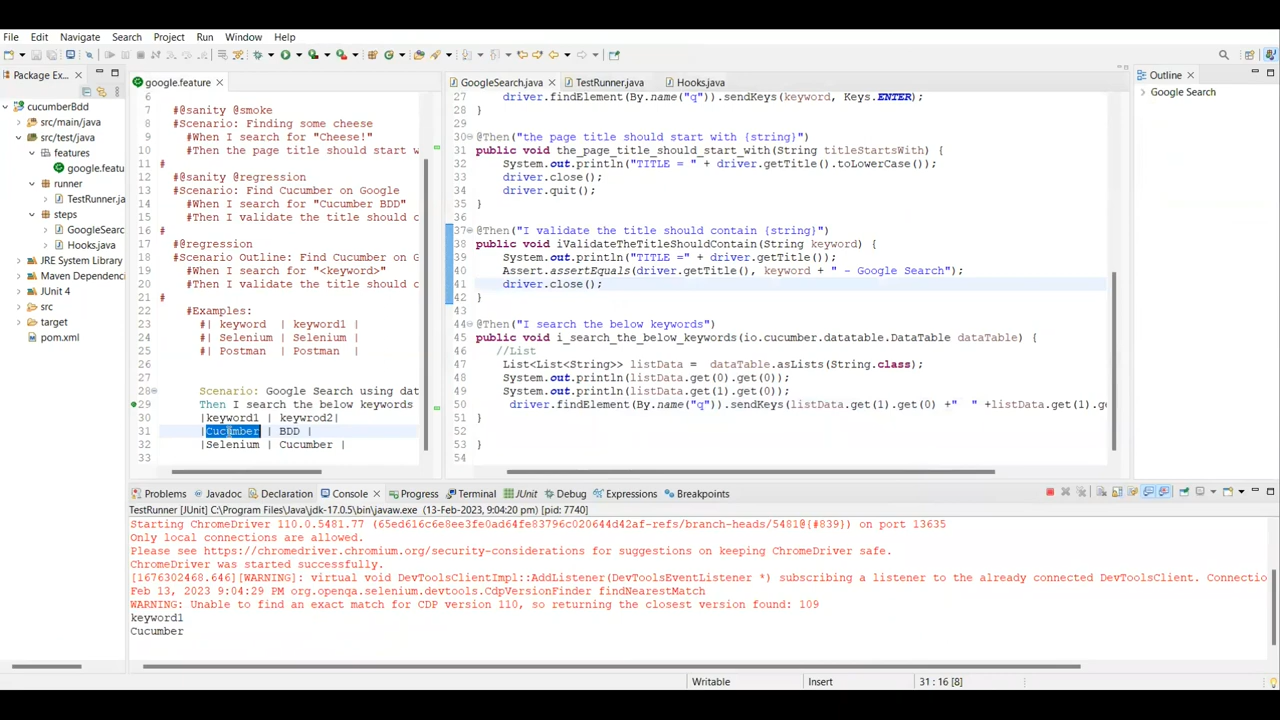 File Edit Navigate Search Project Run Window Help
Package Ex...
cucumberBdd
src/main/java
src/test/java
features
google.featu
runner
TestRunner.ja
steps
GoogleSearc
Hooks.java
JRE System Library
Maven Dependenci
JUnit 4
src
target
pom.xml
google.feature
6
7 #@sanity @smoke
8 #Scenario: Finding some cheese
9 #When I search for "Cheese!"
10 #Then the page title should start w
11 #
12 #@sanity @regression
13 #Scenario: Find Cucumber on Google
14 #When I search for "Cucumber BDD"
15 #Then I validate the title should c
16 #
17 #@regression
18 #Scenario Outline: Find Cucumber on G
19 #When I search for "<keyword>"
20 #Then I validate the title should c
21 #
22 #Examples:
23 #| keyword | keyword1 |
24 #| Selenium | Selenium |
25 #| Postman | Postman |
26
27
28 Scenario: Google Search using dat
29 Then I search the below keywords
30 |keyword1 | keywrod2|
31 |Cucumber | BDD |
32 |Selenium | Cucumber |
33
GoogleSearch.java TestRunner.java Hooks.java
27 driver.findElement(By.name("q")).sendKeys(keyword, Keys.ENTER);
28 }
29
30 @Then("the page title should start with {string}")
31 public void the_page_title_should_start_with(String titleStartsWith) {
32 System.out.println("TITLE = " + driver.getTitle().toLowerCase());
33 driver.close();
34 driver.quit();
35 }
36
37 @Then("I validate the title should contain {string}")
38 public void iValidateTheTitleShouldContain(String keyword) {
39 System.out.println("TITLE =" + driver.getTitle());
40 Assert.assertEquals(driver.getTitle(), keyword + " - Google Search");
41 driver.close();
42 }
43
44 @Then("I search the below keywords")
45 public void i_search_the_below_keywords(io.cucumber.datatable.DataTable dataTable) {
46 //List
47 List<List<String>> listData = dataTable.asLists(String.class);
48 System.out.println(listData.get(0).get(0));
49 System.out.println(listData.get(1).get(0));
50 driver.findElement(By.name("q")).sendKeys(listData.get(1).get(0) +" " +listData.get(1).ge
51 }
52
53 }
54
Outline
Google Search
Problems Javadoc Declaration Console Progress Terminal JUnit Debug Expressions Breakpoints
TestRunner [JUnit] C:\Program Files\Java\jdk-17.0.5\bin\javaw.exe (13-Feb-2023, 9:04:20 PM) [pid: 7740]
Starting ChromeDriver 110.0.5481.77 (65ed616c6e8ee3fe0ad64fe83796c020644d42af-refs/branch-heads/5481@{#839}) on port 13635
Only local connections are allowed.
Please see https://chromedriver.chromium.org/security-considerations for suggestions on keeping ChromeDriver safe.
ChromeDriver was started successfully.
[1676302468.646][WARNING]: virtual void DevToolsClientImpl::AddListener(DevToolsEventListener *) subscribing a listener to the already connected DevToolsClient. Connectio
Feb 13, 2023 9:04:29 PM org.openqa.selenium.devtools.CdpVersionFinder findNearestMatch
WARNING: Unable to find an exact match for CDP version 110, so returning the closest version found: 109
keyword1
Cucumber
Writable Insert 31 : 16 [8]